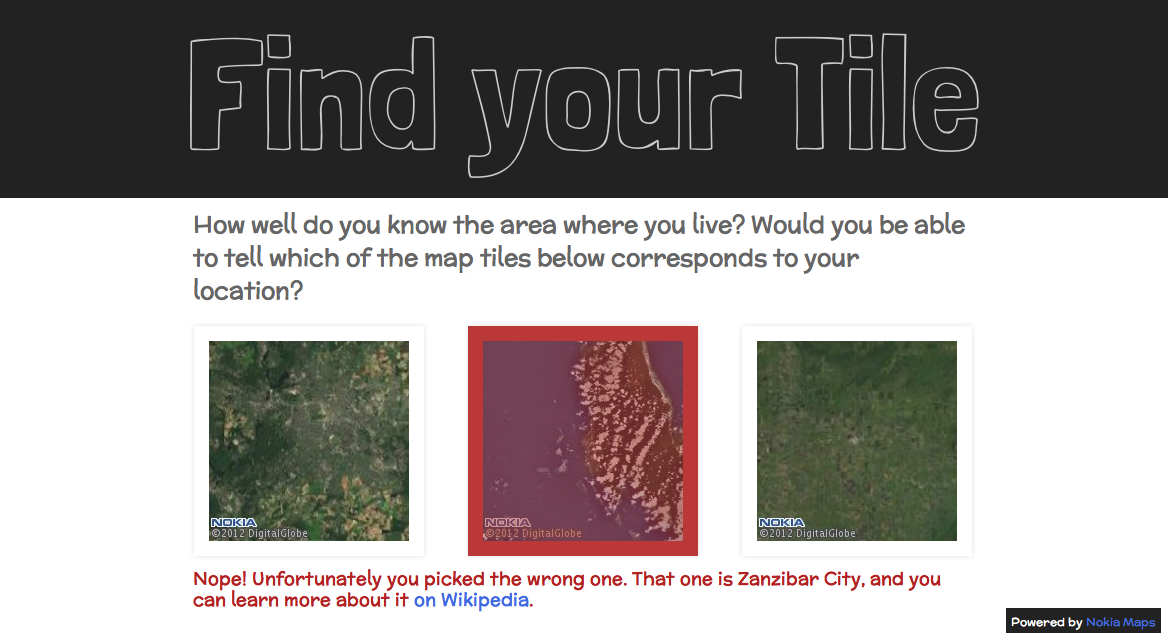 Find your Tile
How well do you know the area where you live? Would you be able
to tell which of the map tiles below corresponds to your
location?
NOKIA
©2012 DigitalGlobe
NOKIA
©2012 DigitalGlobe
NOKIA
©2012 DigitalGlobe
Nope! Unfortunately you picked the wrong one. That one is Zanzibar City, and you
can learn more about it on Wikipedia.
Powered by Nokia Maps